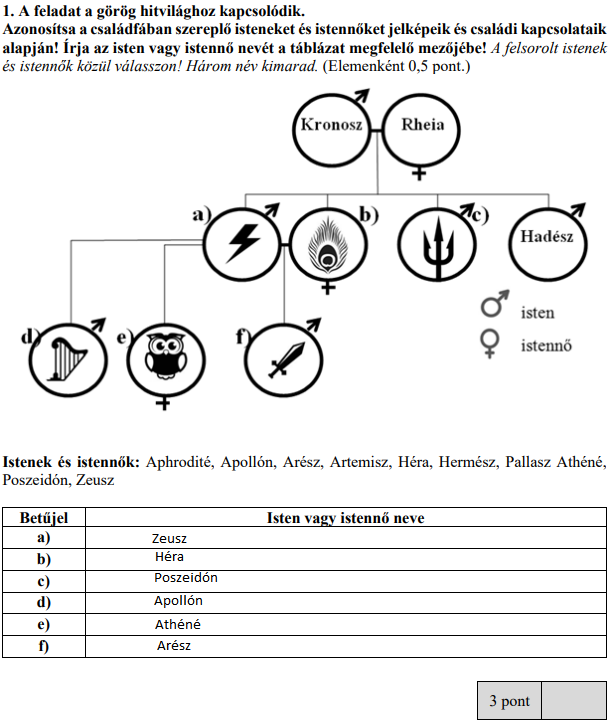 1. A feladat a görög hitvilághoz kapcsolódik.
Azonosítsa a családfában szereplő isteneket és istennőket jelképeik és családi kapcsolataik
alapján! Írja az isten vagy istennő nevét a táblázat megfelelő mezőjébe! A felsorolt istenek
és istennők közül válasszon! Három név kimarad. (Elemenként 0,5 pont.)
Kronosz Rheia
a) b) c)
Hadész
isten
d) e) f)
istennő
Istenek és istennők: Aphrodité, Apollón, Arész, Artemisz, Héra, Hermész, Pallasz Athéné,
Poszeidón, Zeusz
Betűjel Isten vagy istennő neve
a) Zeusz
b) Héra
c) Poszeidón
d) Apollón
e) Athéné
f) Arész
3 pont